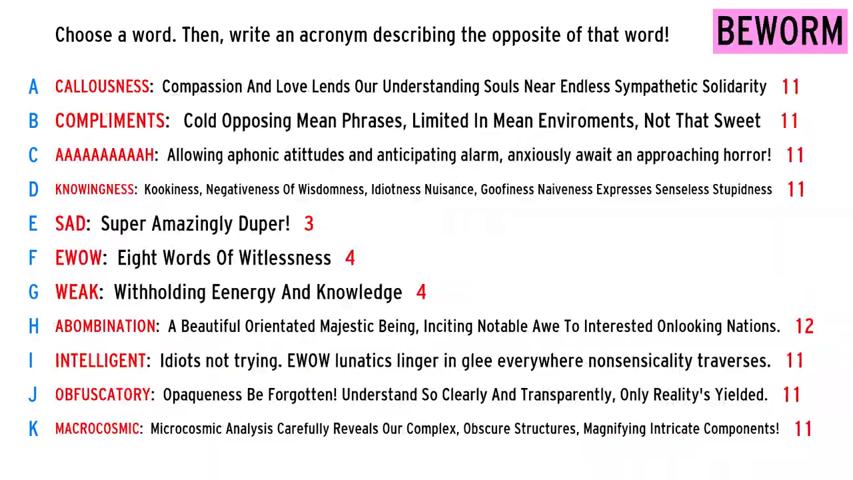 Choose a word. Then, write an acronym describing the opposite of that word!
BEWORM
A CALLOUSNESS: Compassion And Love Lends Our Understanding Souls Near Endless Sympathetic Solidarity 11
B COMPLIMENTS: Cold Opposing Mean Phrases, Limited In Mean Enviroments, Not That Sweet 11
C AAAAAAAAAAH: Allowing aphonic atittudes and anticipating alarm, anxiously await an approaching horror! 11
D KNOWINGNESS: Kookiness, Negativeness Of Wisdomness, Idiotness Nuisance, Goofiness Naiveness Expresses Senseless Stupidness 11
E SAD: Super Amazingly Duper! 3
F EWOW: Eight Words Of Witlessness 4
G WEAK: Withholding Eenergy And Knowledge 4
H ABOMBINATION: A Beautiful Orientated Majestic Being, Inciting Notable Awe To Interested Onlooking Nations. 12
I INTELLIGENT: Idiots not trying. EWOW lunatics linger in glee everywhere nonsensicality traverses. 11
J OBFUSCATORY: Opaqueness Be Forgotten! Understand So Clearly And Transparently, Only Reality's Yielded. 11
K MACROCOSMIC: Microcosmic Analysis Carefully Reveals Our Complex, Obscure Structures, Magnifying Intricate Components! 11